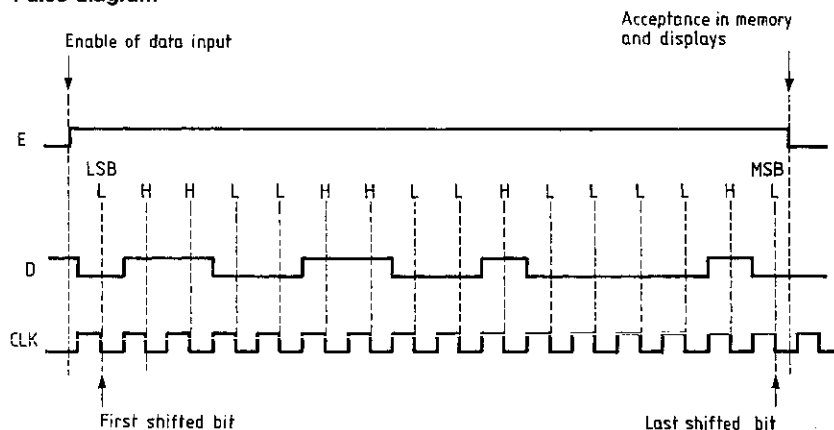 Pulse diagram
Enable of data input
Acceptance in memory
and displays
E
LSB
MSB
L H H L L H H L L H L L L L H L
D
CLK
First shifted bit
Last shifted bit